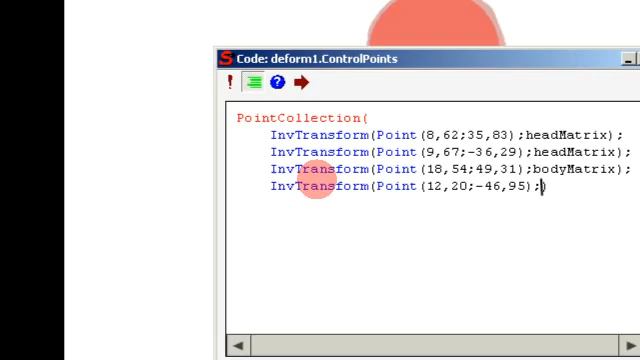 Code: deform1.ControlPoints
PointCollection(
InvTransform(Point(8,62;35,83);headMatrix);
InvTransform(Point(9,67;-36,29);headMatrix);
InvTransform(Point(18,54;49,31);bodyMatrix);
InvTransform(Point(12,20;-46,95);)